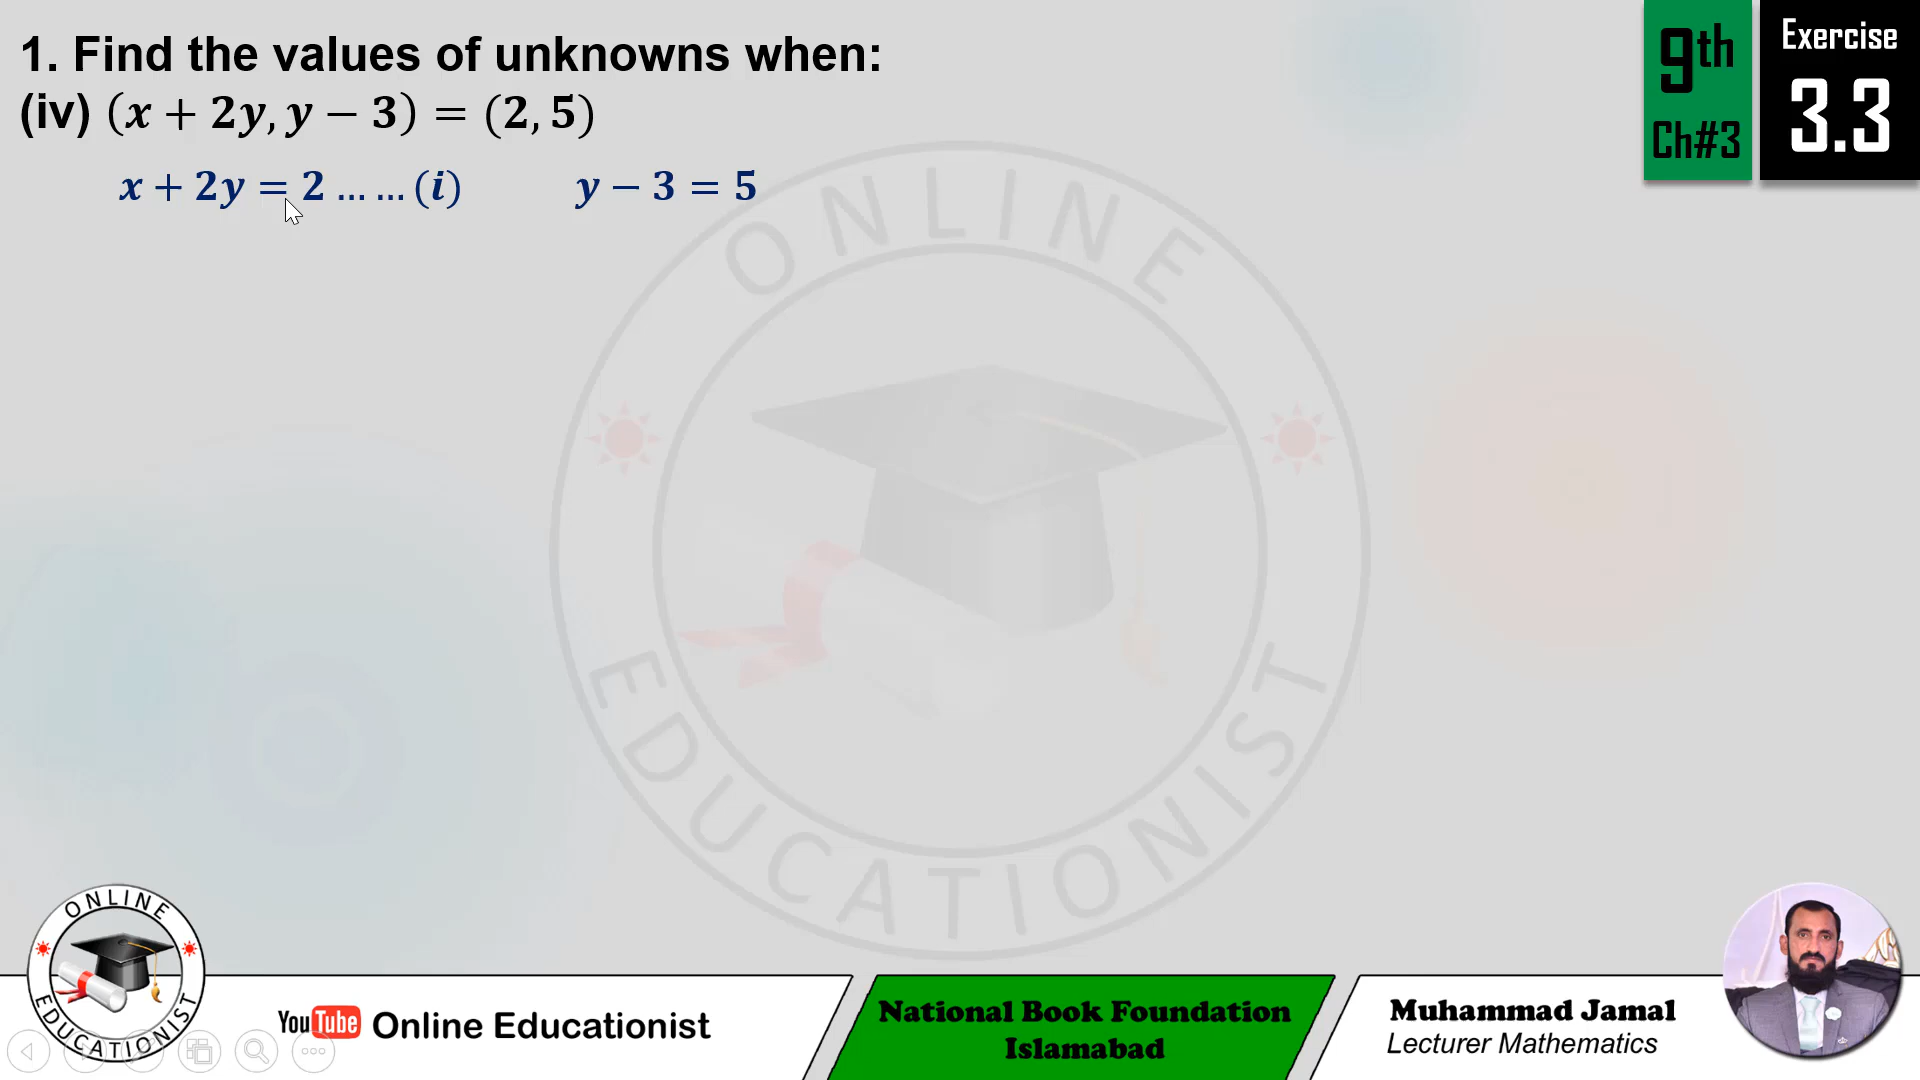 1. Find the values of unknowns when:
(iv) (x + 2y, y − 3) = (2, 5)
x + 2y = 2 … … (i)
y − 3 = 5
9th
Ch#3
Exercise
3.3
ONLINE
EDUCATIONIST
ONLINE
EDUCATIONIST
YouTube Online Educationist
National Book Foundation
Islamabad
Muhammad Jamal
Lecturer Mathematics